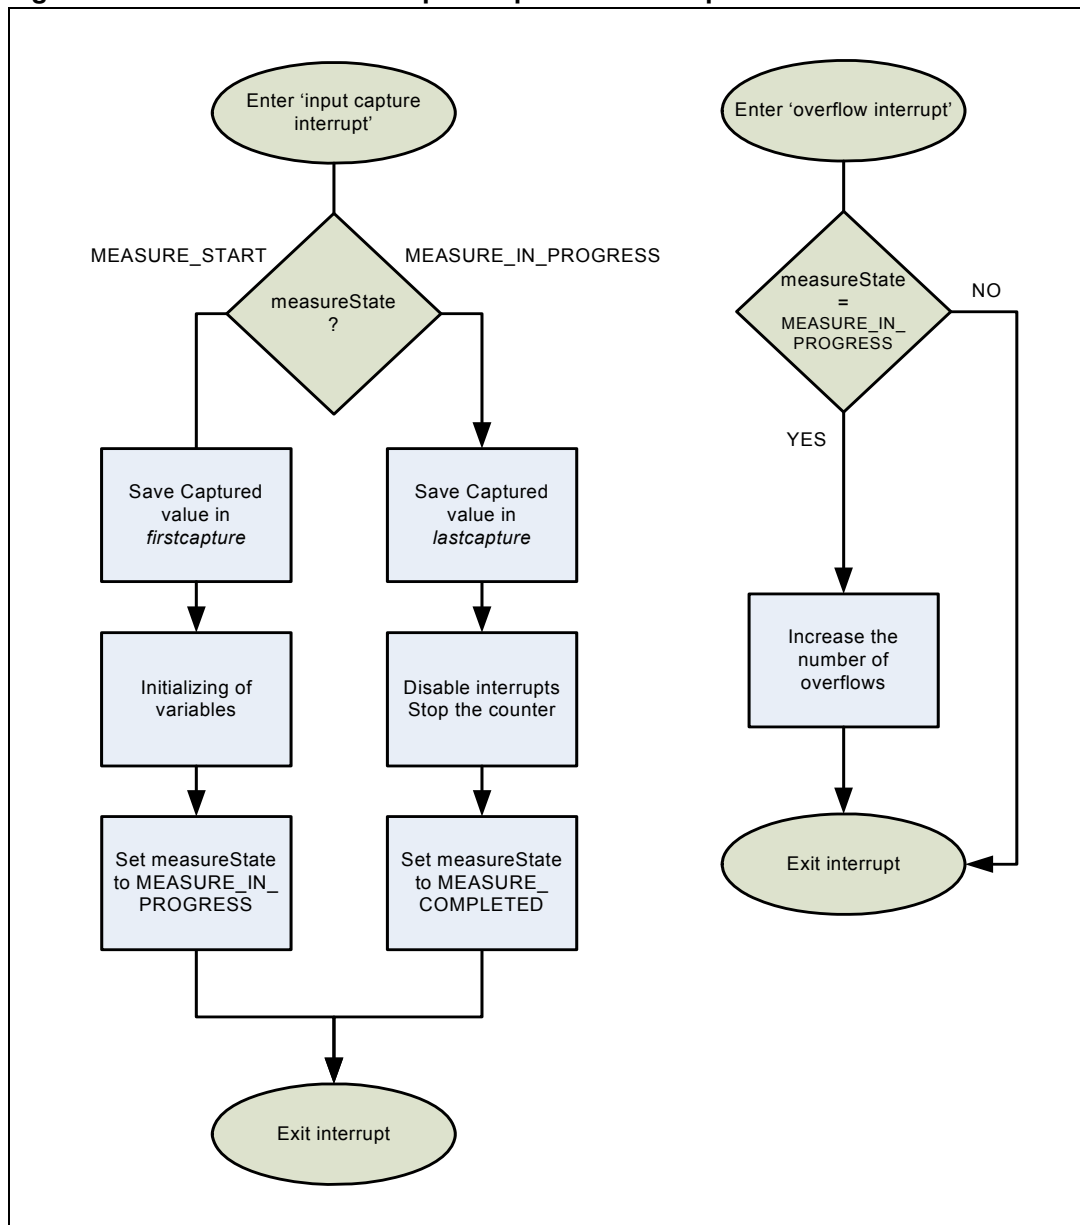 Enter 'input capture
interrupt'
MEASURE_START
MEASURE_IN_PROGRESS
measureState
?
Save Captured
value in
firstcapture
Save Captured
value in
lastcapture
Initializing of
variables
Disable interrupts
Stop the counter
Set measureState
to MEASURE_IN_
PROGRESS
Set measureState
to MEASURE_
COMPLETED
Exit interrupt
Enter 'overflow interrupt'
measureState
=
MEASURE_IN_
PROGRESS
NO
YES
Increase the
number of
overflows
Exit interrupt